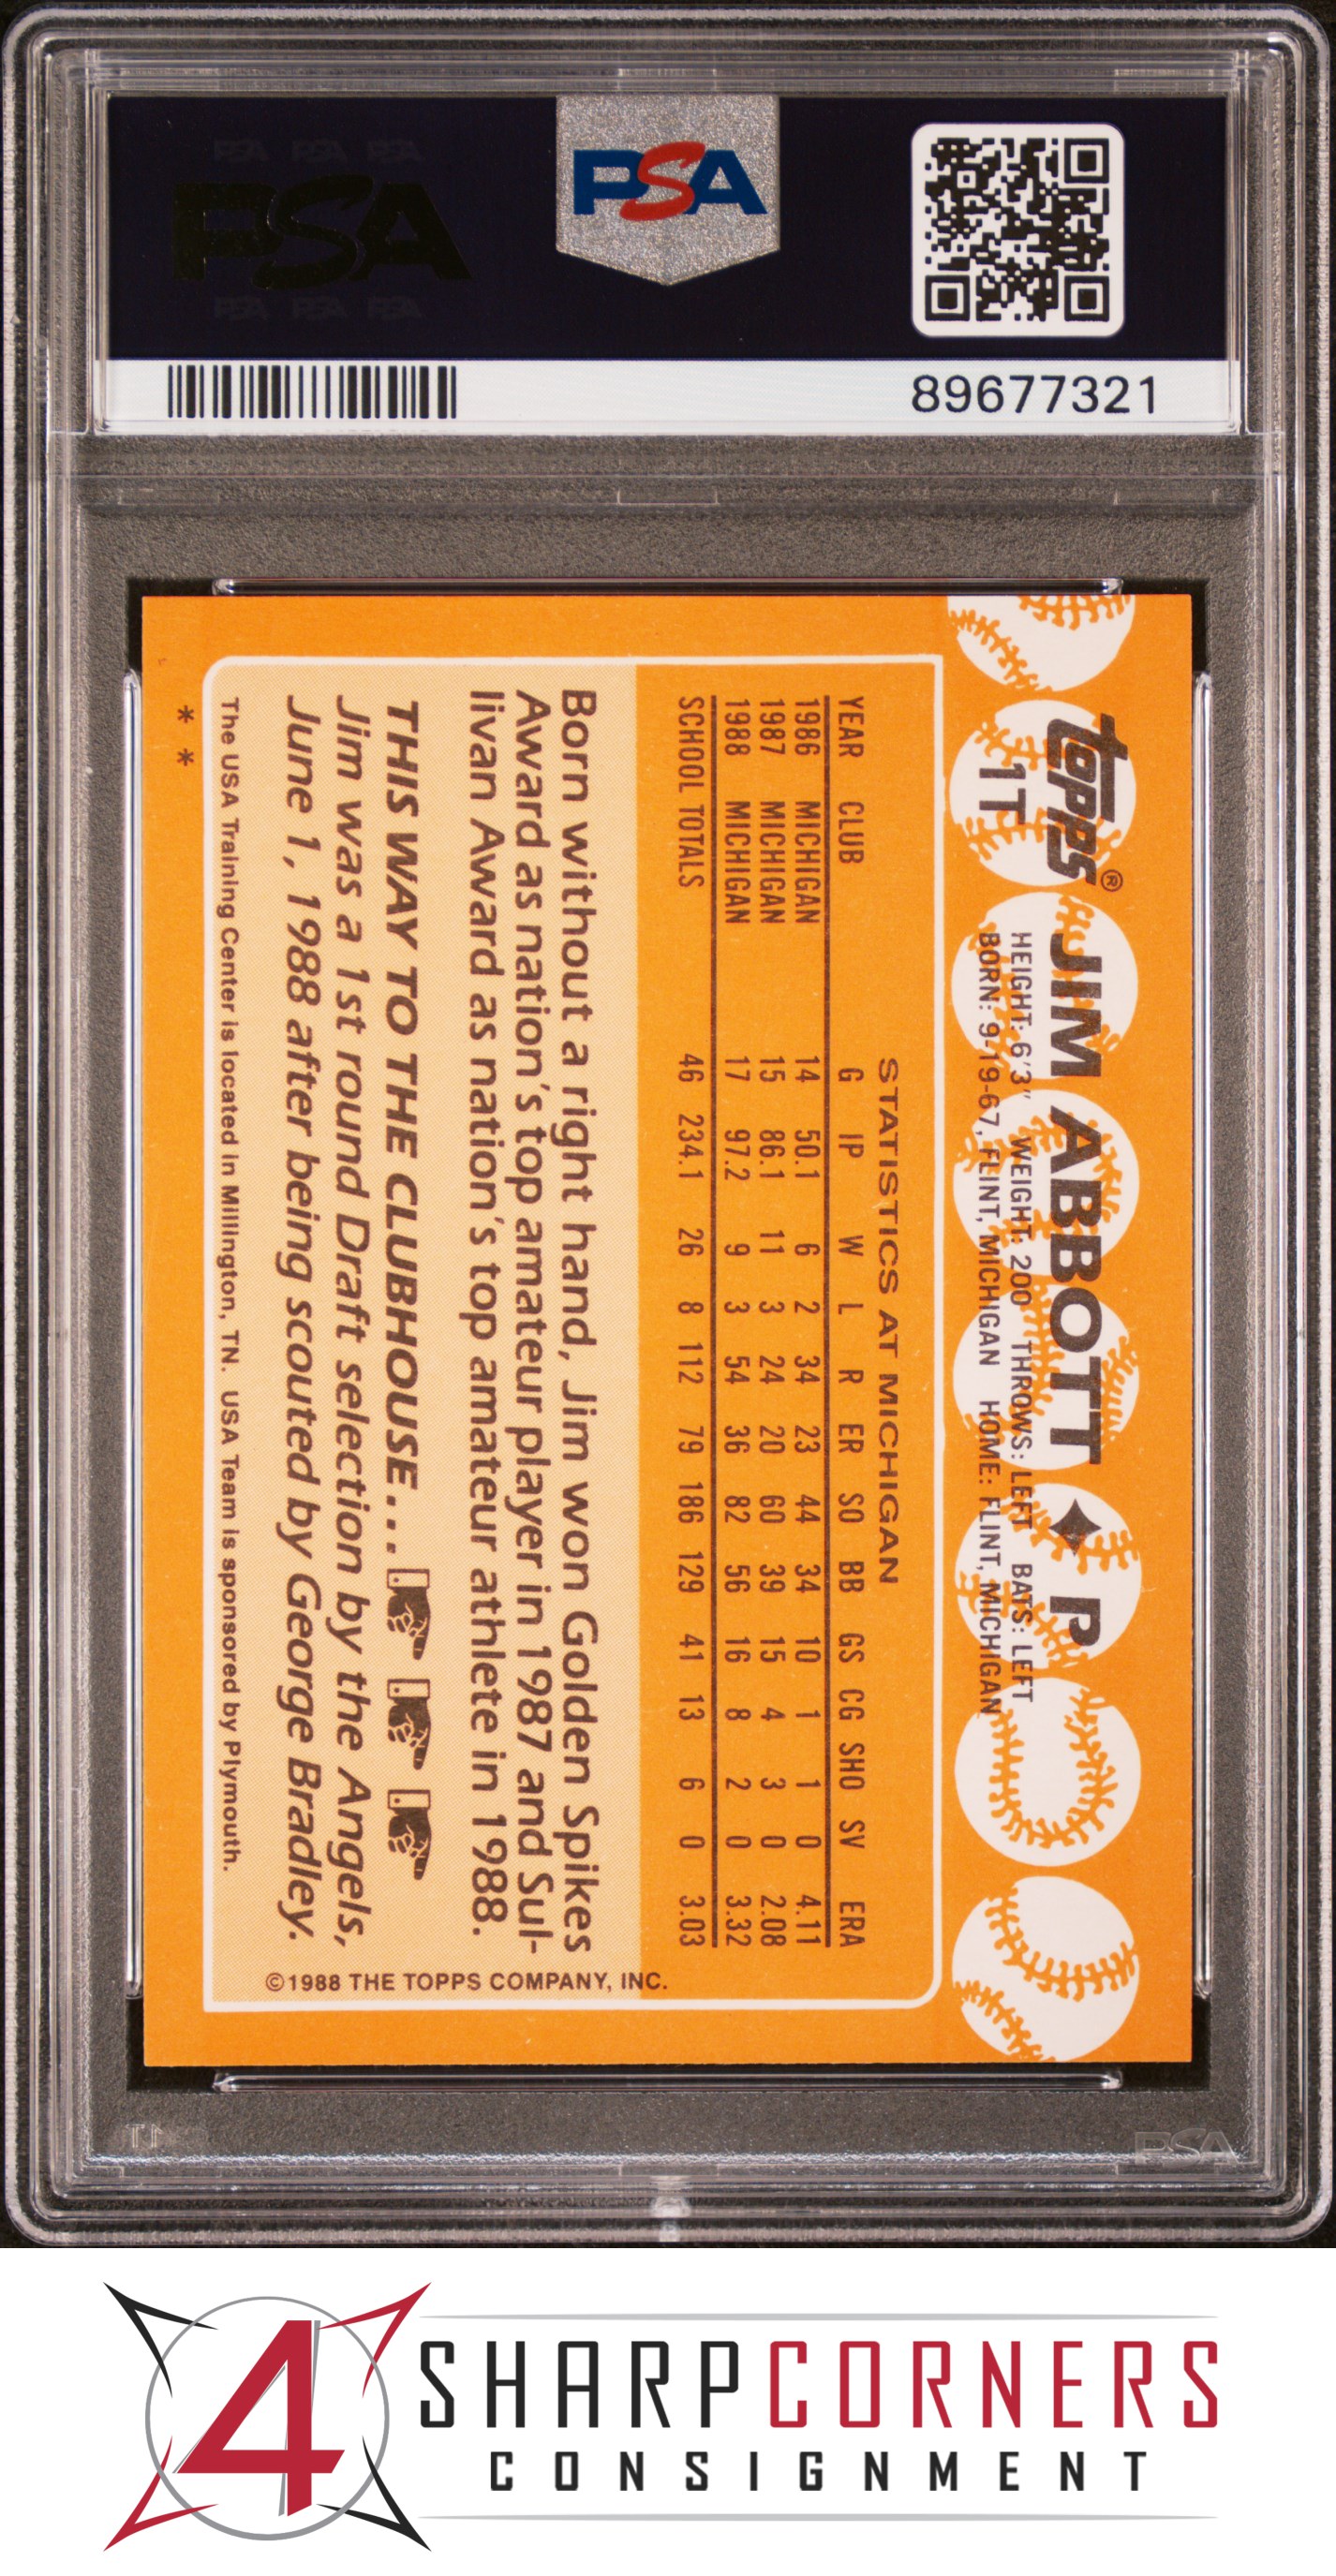 PSA PSA PSA
PSA
PSA PSA PSA
PSA
89677321
topps®
1T
JIM ABBOTT ♦ P
HEIGHT: 6'3" WEIGHT: 200 THROWS: LEFT BATS: LEFT
BORN: 9-19-67, FLINT, MICHIGAN HOME: FLINT, MICHIGAN
STATISTICS AT MICHIGAN
YEAR CLUB G IP W L R ER SO BB GS CG SHO SV ERA
1986 MICHIGAN 14 50.1 6 2 34 23 44 34 10 1 1 0 4.11
1987 MICHIGAN 15 86.1 11 3 24 20 60 39 15 4 3 0 2.08
1988 MICHIGAN 17 97.2 9 3 54 36 82 56 16 8 2 0 3.32
SCHOOL TOTALS 46 234.1 26 8 112 79 186 129 41 13 6 0 3.03
Born without a right hand, Jim won Golden Spikes
Award as nation's top amateur player in 1987 and Sul-
livan Award as nation's top amateur athlete in 1988.
THIS WAY TO THE CLUBHOUSE...
Jim was a 1st round Draft selection by the Angels,
June 1, 1988 after being scouted by George Bradley.
The USA Training Center is located in Millington, TN. USA Team is sponsored by Plymouth.
* *
©1988 THE TOPPS COMPANY, INC.
PSA
4 SHARPCORNERS
CONSIGNMENT